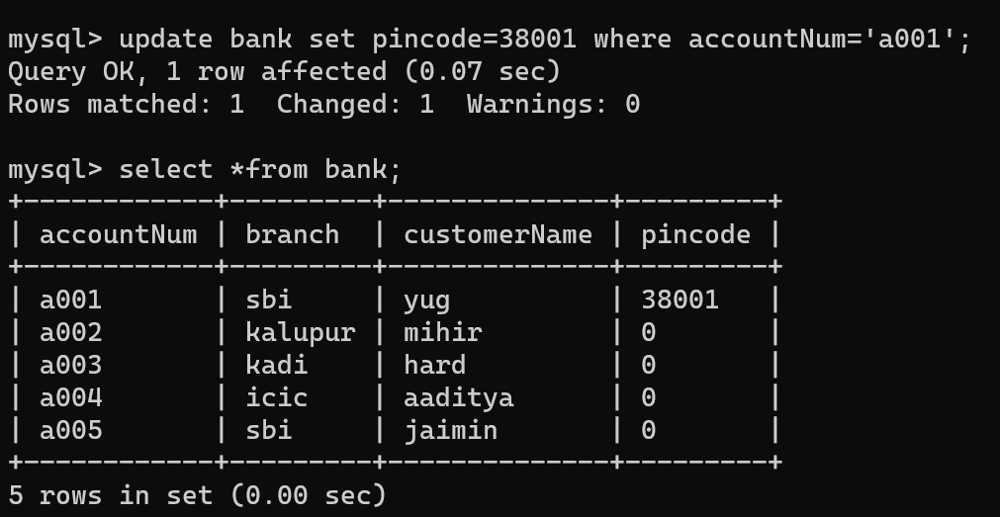 mysql> update bank set pincode=38001 where accountNum='a001';
Query OK, 1 row affected (0.07 sec)
Rows matched: 1  Changed: 1  Warnings: 0

mysql> select *from bank;
+------------+---------+--------------+---------+
| accountNum | branch  | customerName | pincode |
+------------+---------+--------------+---------+
| a001       | sbi     | yug          | 38001   |
| a002       | kalupur | mihir        | 0       |
| a003       | kadi    | hard         | 0       |
| a004       | icic    | aaditya      | 0       |
| a005       | sbi     | jaimin       | 0       |
+------------+---------+--------------+---------+
5 rows in set (0.00 sec)